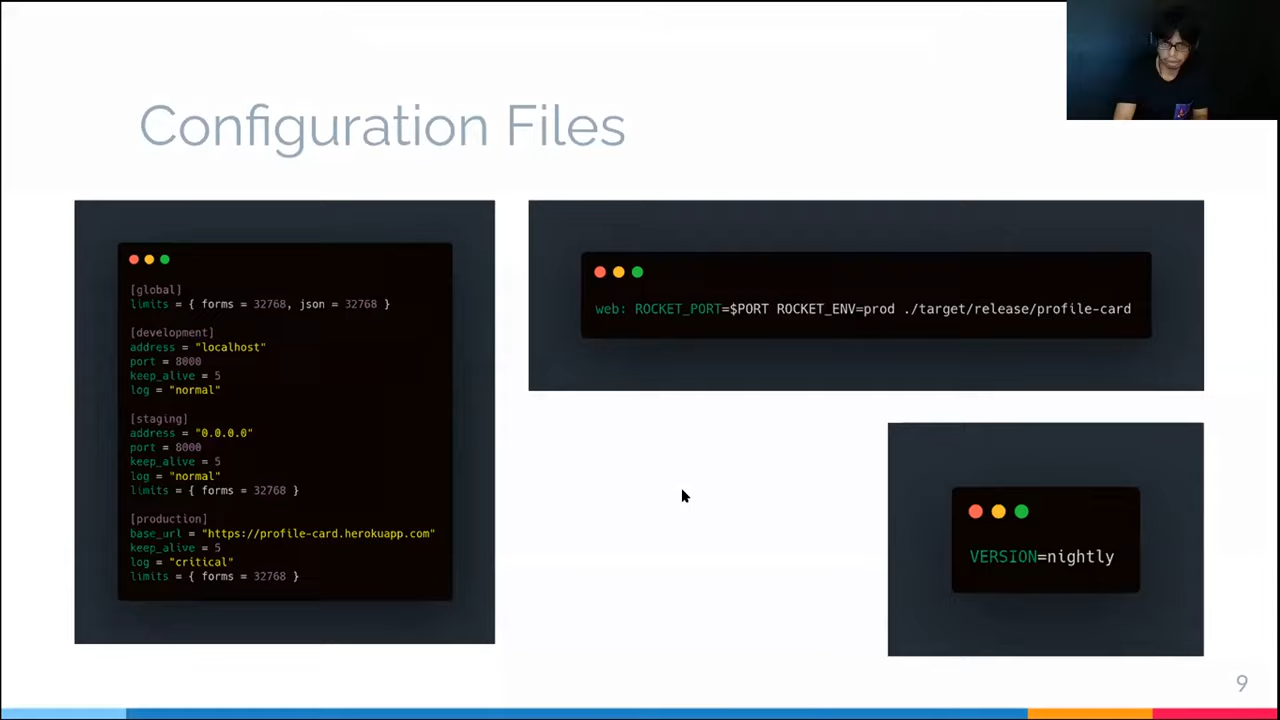 Configuration Files
[global]
limits = { forms = 32768, json = 32768 }
[development]
address = "localhost"
port = 8000
keep_alive = 5
log = "normal"
[staging]
address = "0.0.0.0"
port = 8000
keep_alive = 5
log = "normal"
limits = { forms = 32768 }
[production]
base_url = "https://profile-card.herokuapp.com"
keep_alive = 5
log = "critical"
limits = { forms = 32768 }
web: ROCKET_PORT=$PORT ROCKET_ENV=prod ./target/release/profile-card
VERSION=nightly
9